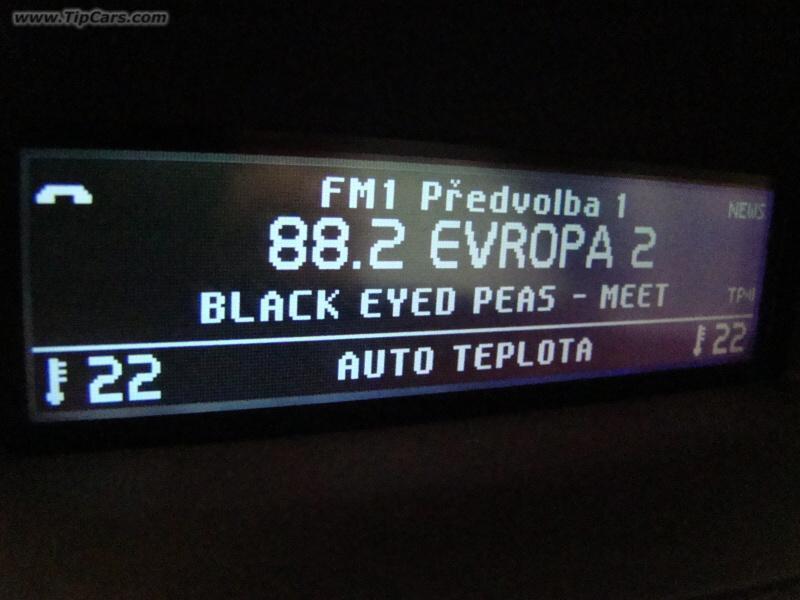 www.TipCars.com
FM1 Předvolba 1
NEWS
88.2 EVROPA 2
BLACK EYED PEAS - MEET
22 AUTO TEPLOTA 22